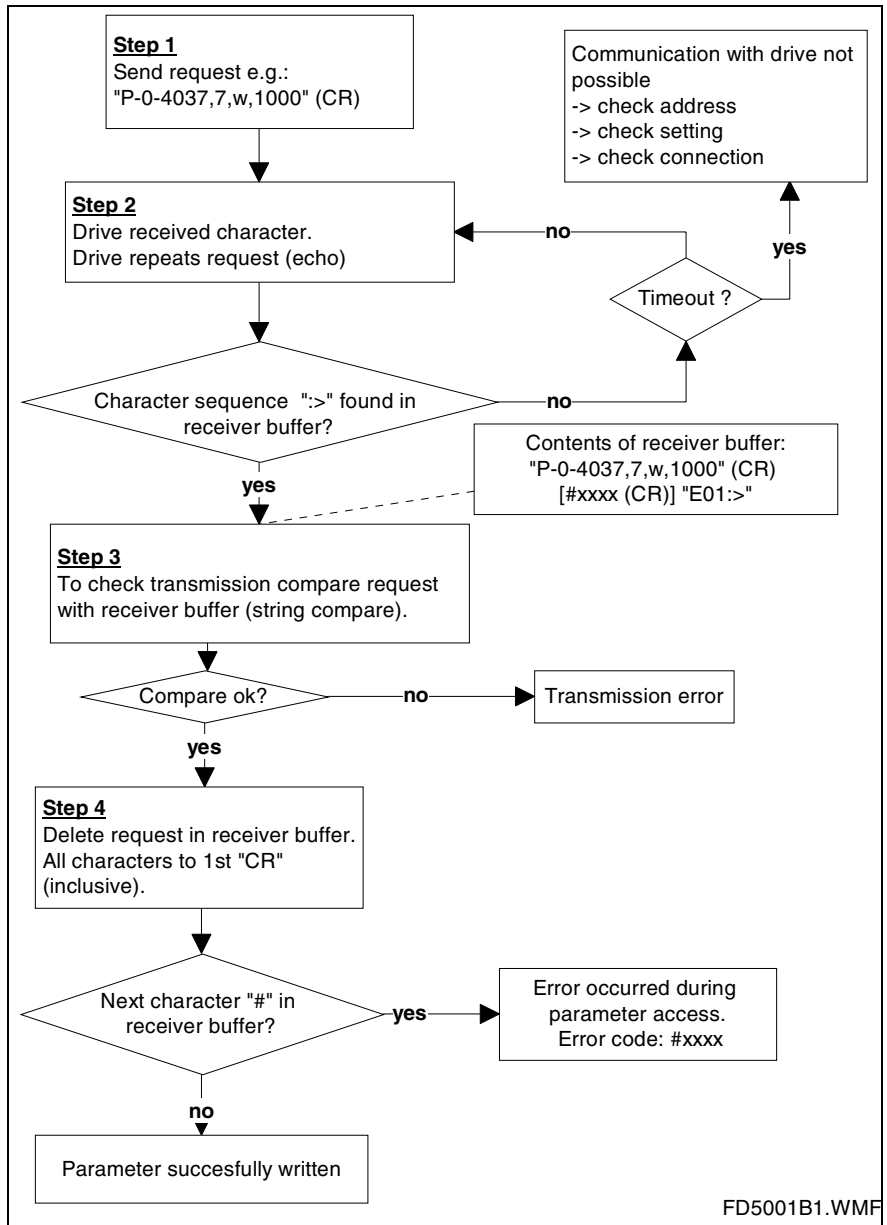 Step 1
Send request e.g.:
"P-0-4037,7,w,1000" (CR)
Communication with drive not
possible
-> check address
-> check setting
-> check connection
Step 2
Drive received character.
Drive repeats request (echo)
no
yes
Timeout ?
Character sequence ":>" found in
receiver buffer?
no
yes
Contents of receiver buffer:
"P-0-4037,7,w,1000" (CR)
[#xxxx (CR)] "E01:>"
Step 3
To check transmission compare request
with receiver buffer (string compare).
Compare ok?
no
Transmission error
yes
Step 4
Delete request in receiver buffer.
All characters to 1st "CR"
(inclusive).
Next character "#" in
receiver buffer?
yes
Error occurred during
parameter access.
Error code: #xxxx
no
Parameter succesfully written
FD5001B1.WMF